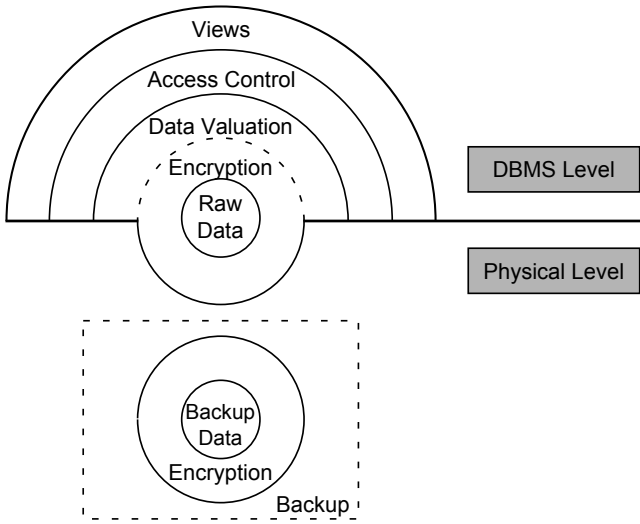 Views
Access Control
Data Valuation
Encryption
Raw
Data
DBMS Level
Physical Level
Backup
Data
Encryption
Backup